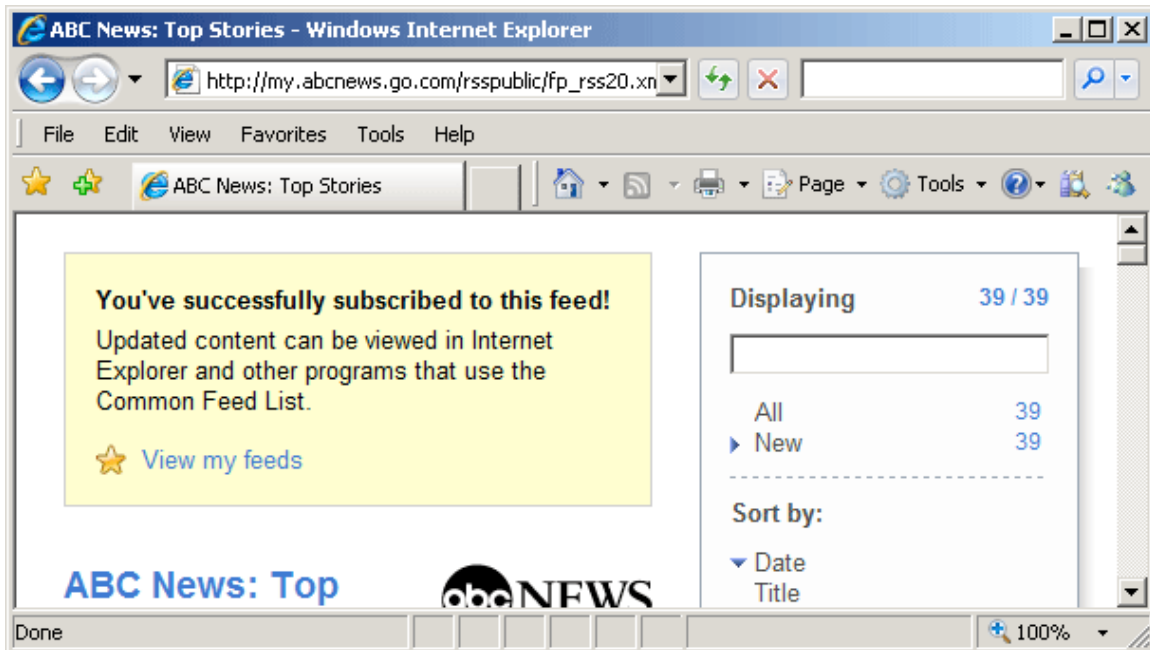 ABC News: Top Stories - Windows Internet Explorer
http://my.abcnews.go.com/rsspublic/fp_rss20.xn
File Edit View Favorites Tools Help
ABC News: Top Stories
Page Tools
You've successfully subscribed to this feed!
Updated content can be viewed in Internet
Explorer and other programs that use the
Common Feed List.
View my feeds
ABC News: Top
abc NEWS
Displaying 39 / 39
All 39
New 39
Sort by:
Date
Title
Done
100%